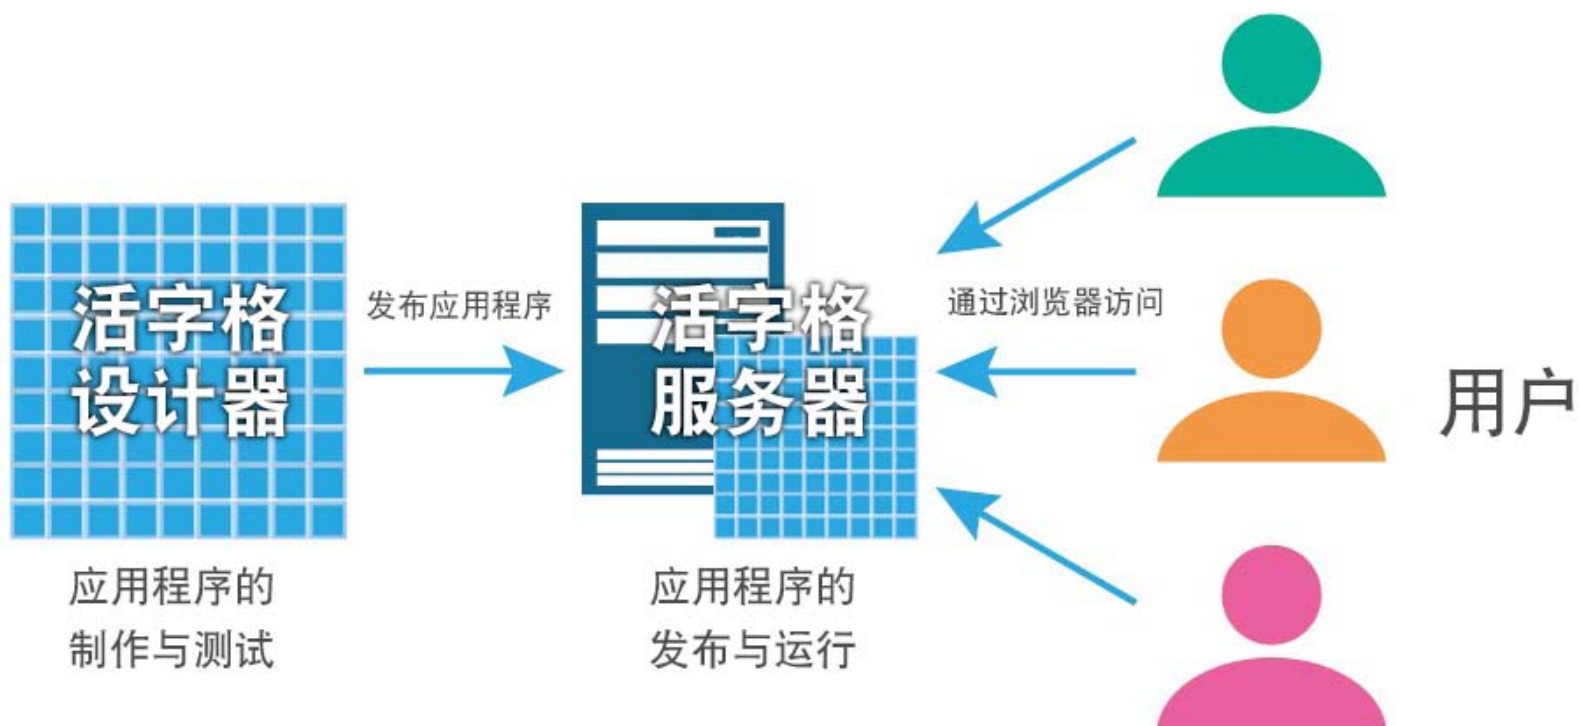 活字格
设计器
应用程序的
制作与测试
发布应用程序
活字格
服务器
应用程序的
发布与运行
通过浏览器访问
用户